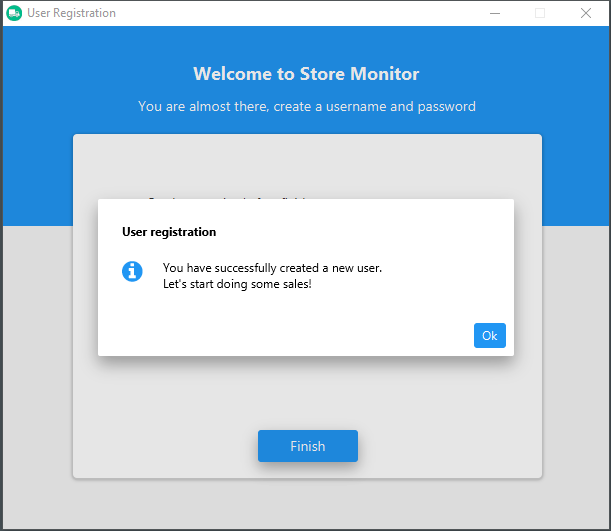 User Registration
Welcome to Store Monitor
You are almost there, create a username and password
User registration
You have successfully created a new user.
Let's start doing some sales!
Ok
Finish